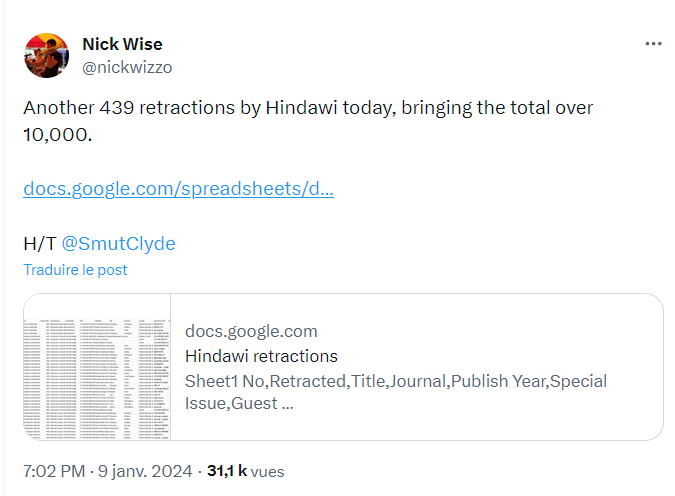 Nick Wise
@nickwizzo
Another 439 retractions by Hindawi today, bringing the total over
10,000.
docs.google.com/spreadsheets/d...
H/T @SmutClyde
Traduire le post
docs.google.com
Hindawi retractions
Sheet1 No,Retracted,Title,Journal,Publish Year,Special
Issue,Guest ...
7:02 PM · 9 janv. 2024 · 31,1 k vues